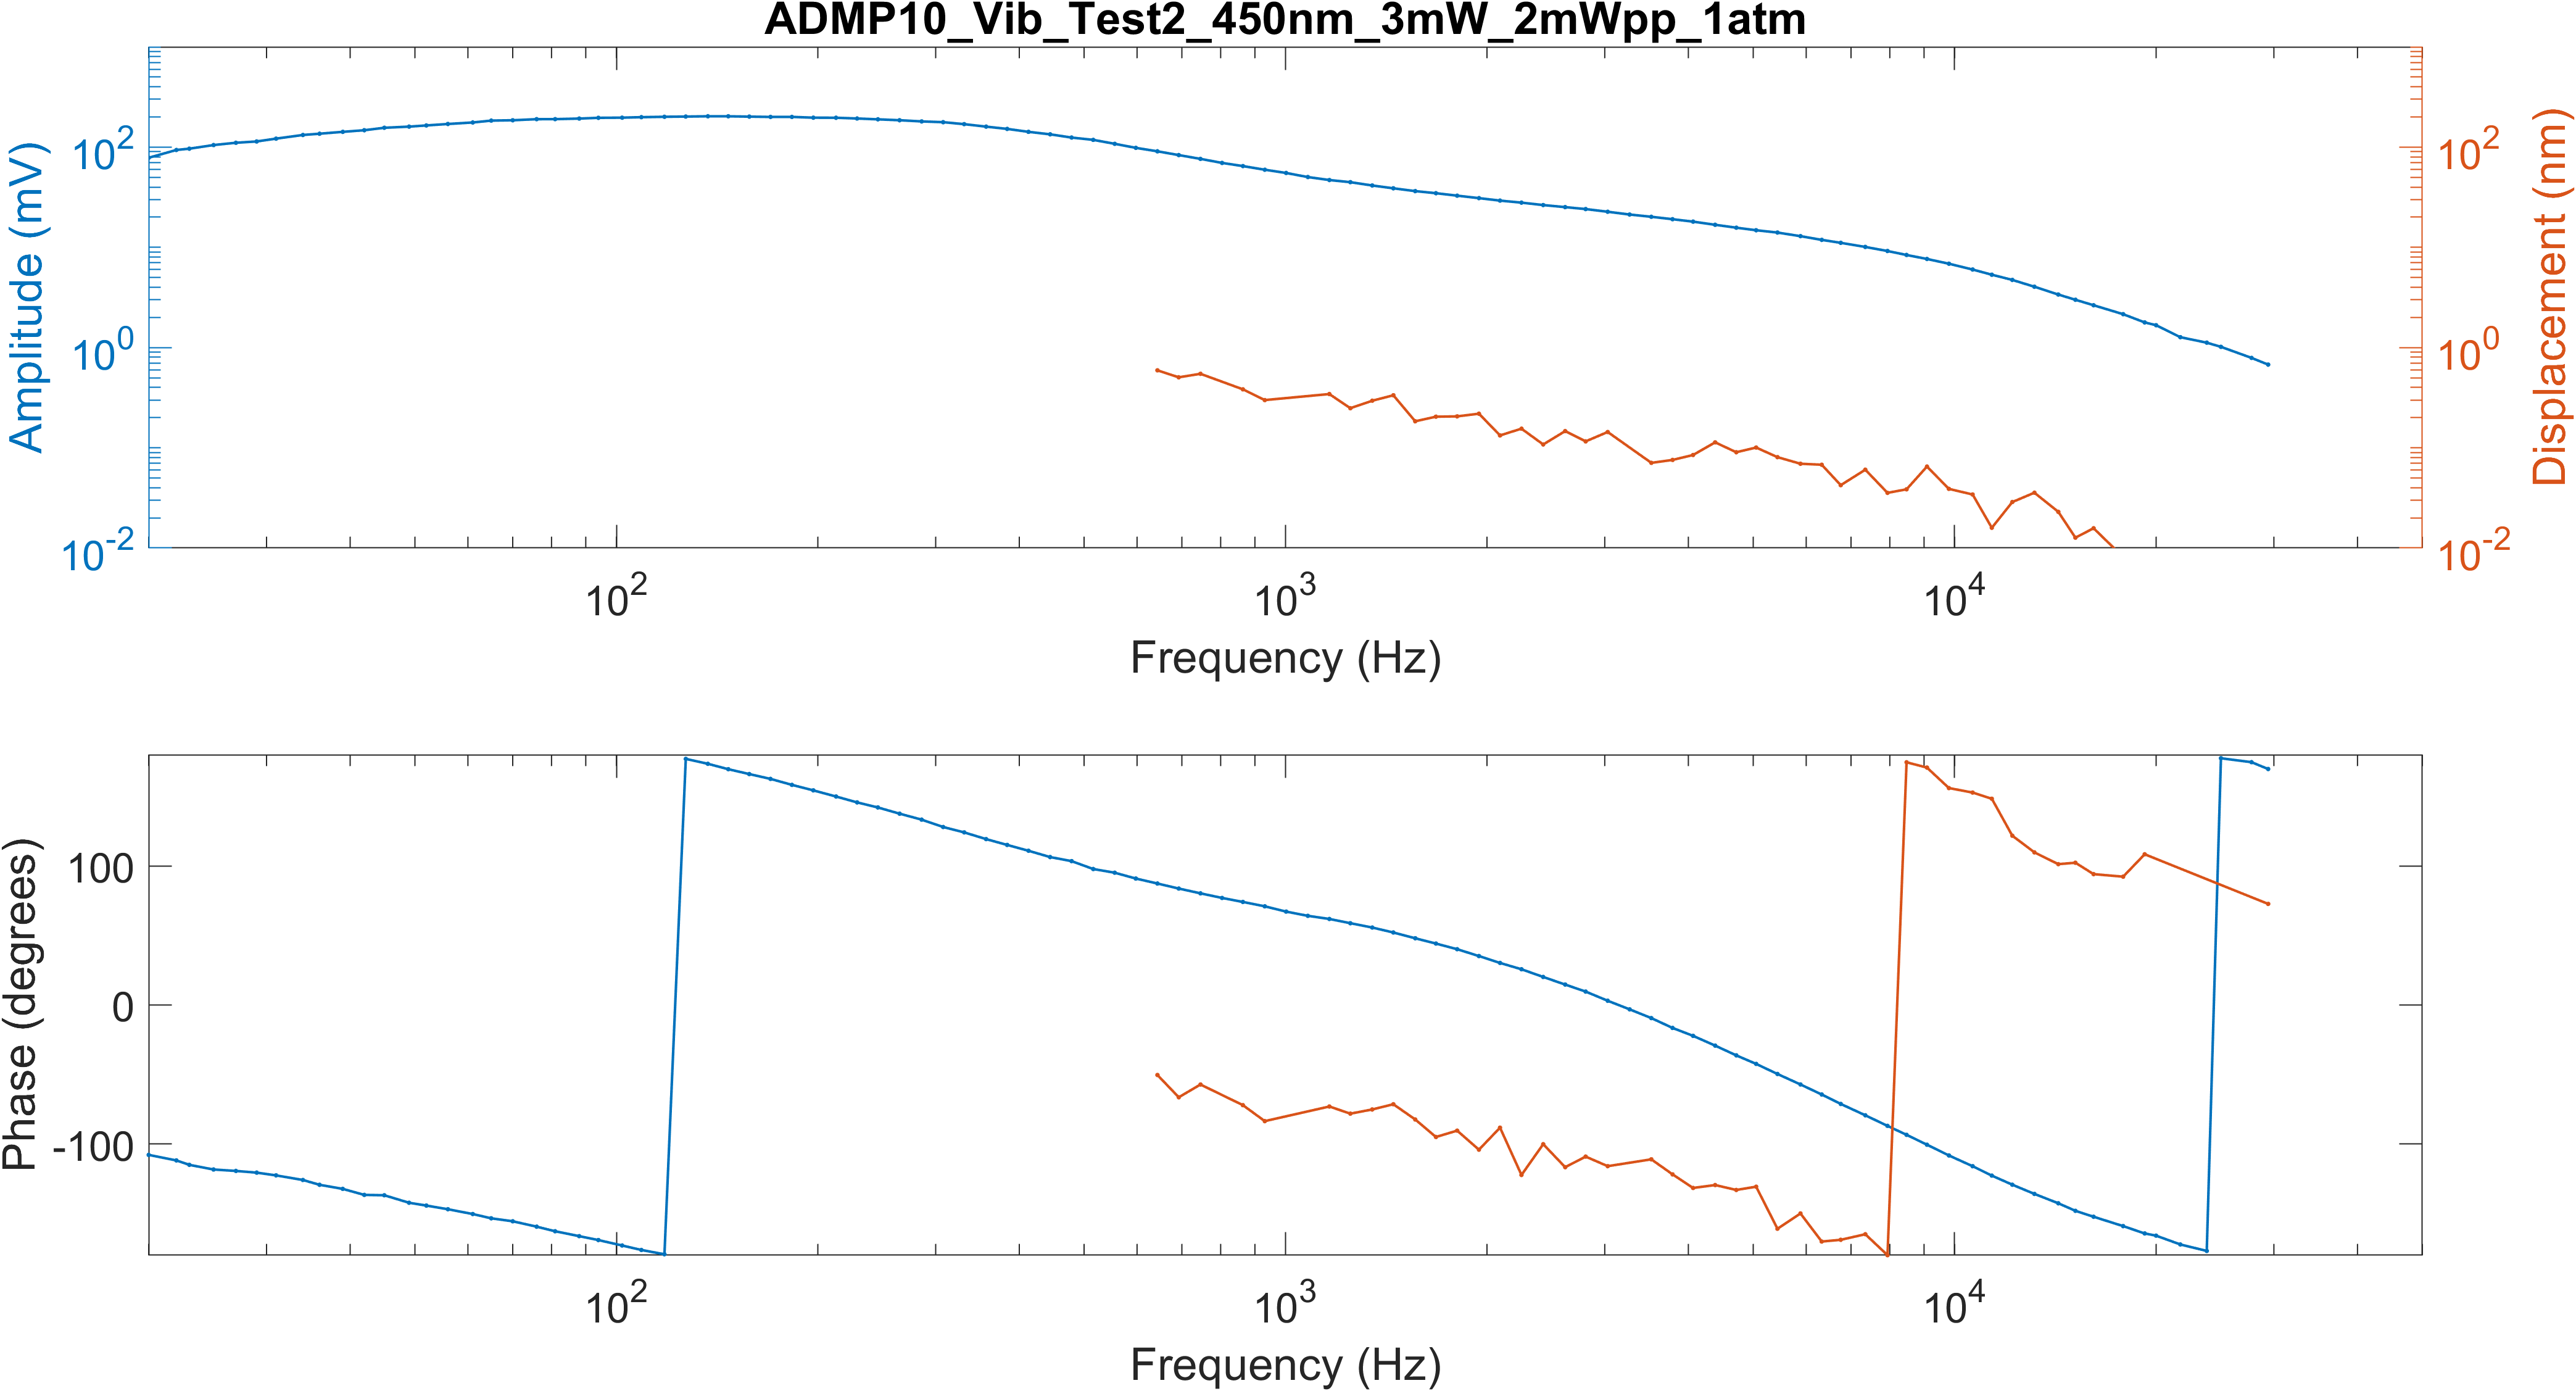 ADMP10_Vib_Test2_450nm_3mW_2mWpp_1atm
Amplitude (mV)
10^2
10^0
10^-2
Displacement (nm)
10^2
10^0
10^-2
10^2
10^3
10^4
Frequency (Hz)
Phase (degrees)
100
0
-100
10^2
10^3
10^4
Frequency (Hz)